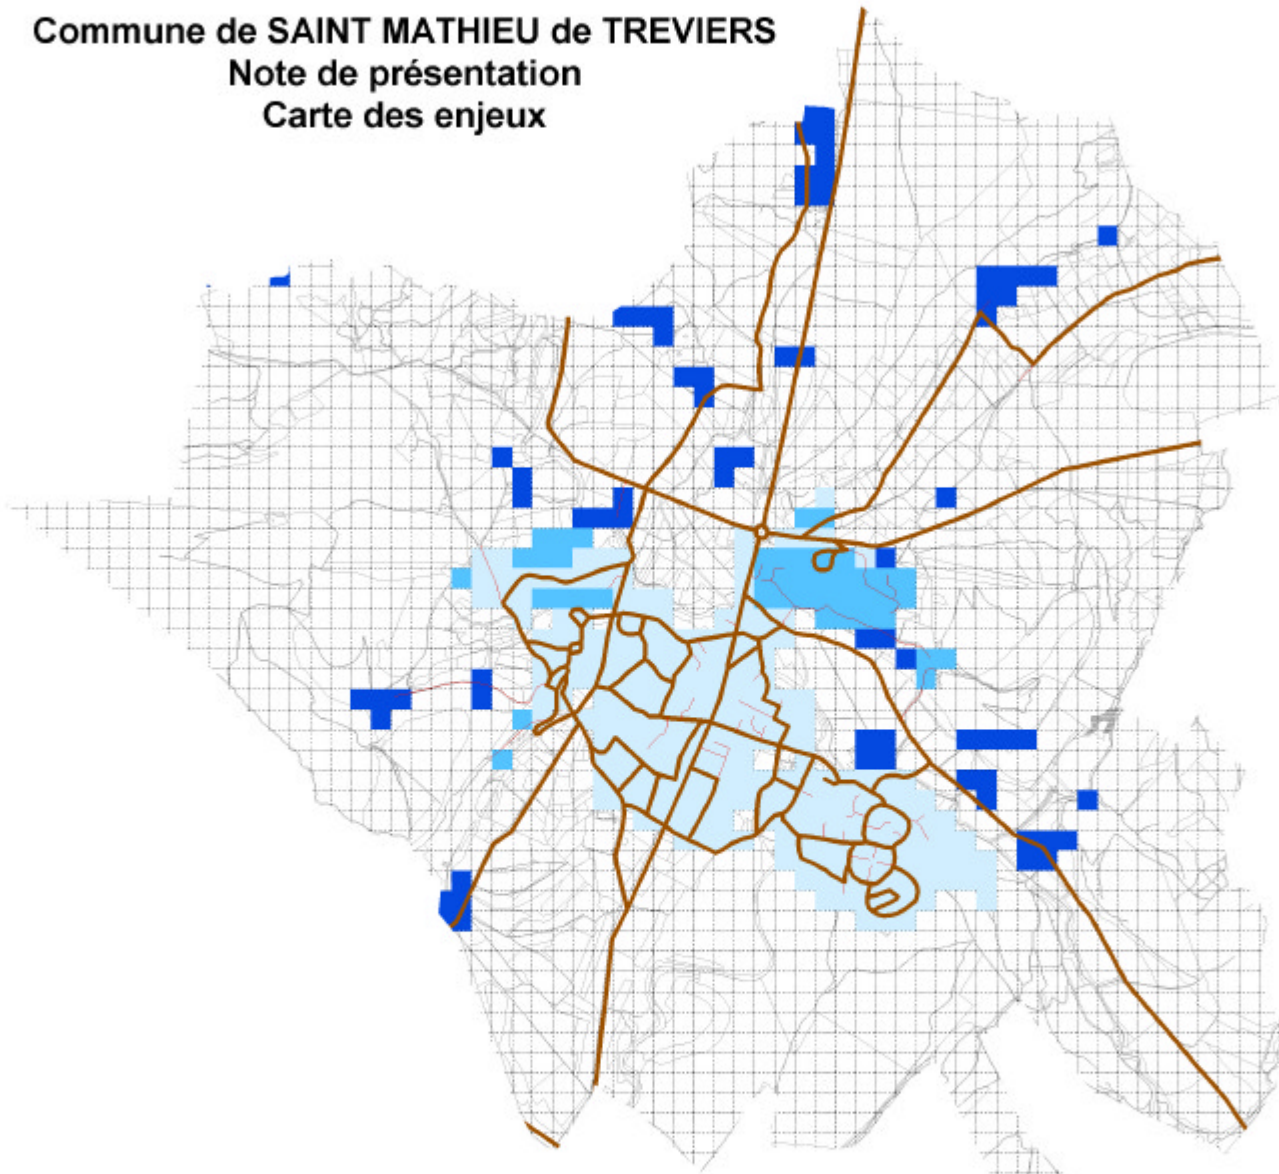 Commune de SAINT MATHIEU de TREVIERS
Note de présentation
Carte des enjeux